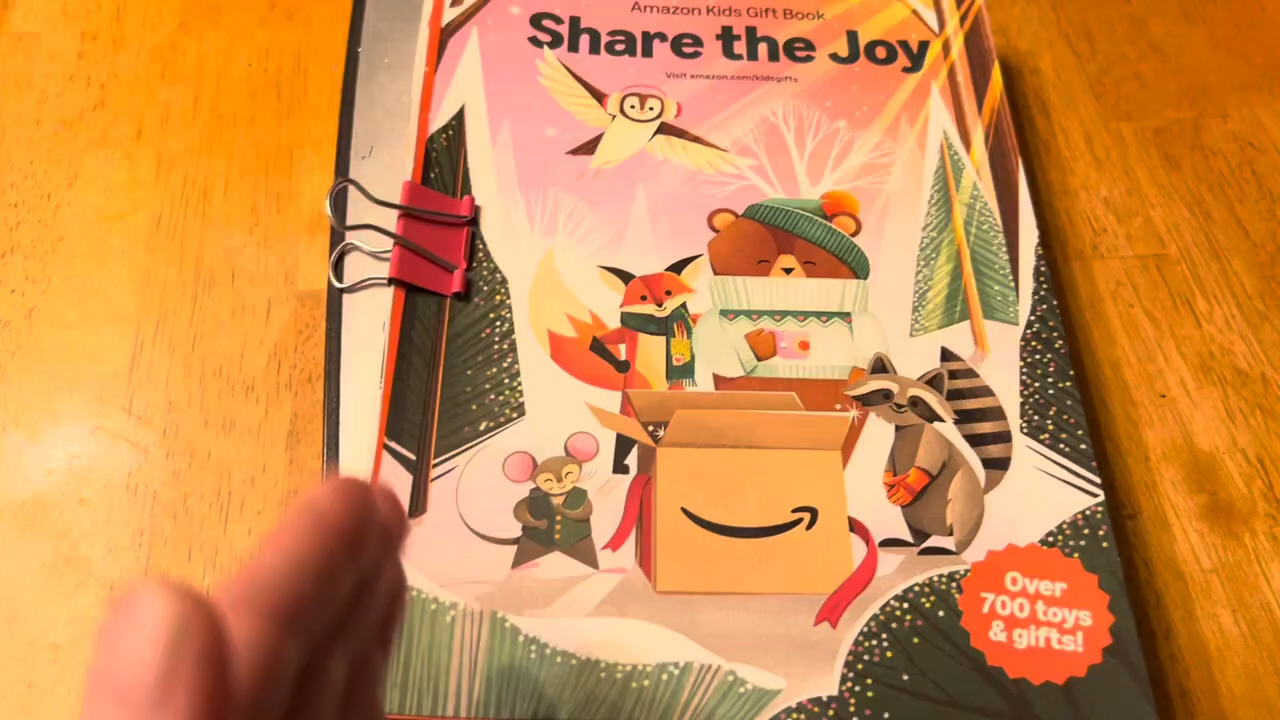 Amazon Kids Gift Book
Share the Joy
Visit amazon.com/kidsgifts
Over
700 toys
& gifts!